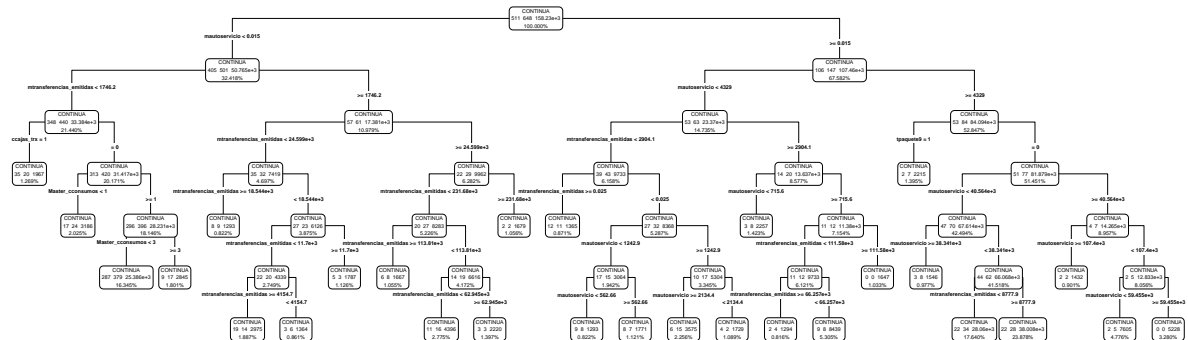 CONTINUA
511 648 158.23e+3
100.000%
mautoservicio < 0.015
>= 0.015
CONTINUA
405 501 50.765e+3
32.418%
CONTINUA
106 147 107.46e+3
67.582%
mtransferencias_emitidas < 1746.2
>= 1746.2
mautoservicio < 4329
>= 4329
CONTINUA
348 440 33.384e+3
21.440%
CONTINUA
57 61 17.381e+3
10.979%
CONTINUA
53 63 23.37e+3
14.735%
CONTINUA
53 84 84.094e+3
52.847%
ccajas_trx = 1
= 0
mtransferencias_emitidas < 24.599e+3
>= 24.599e+3
mtransferencias_emitidas < 2904.1
>= 2904.1
tpaquete9 = 1
= 0
CONTINUA
35 20 1967
1.269%
CONTINUA
313 420 31.417e+3
20.171%
CONTINUA
35 32 7419
4.697%
CONTINUA
22 29 9962
6.282%
CONTINUA
39 43 9733
6.158%
CONTINUA
14 20 13.637e+3
8.577%
CONTINUA
2 7 2215
1.395%
CONTINUA
51 77 81.879e+3
51.451%
Master_cconsumos < 1
>= 1
mtransferencias_emitidas >= 18.544e+3
< 18.544e+3
mtransferencias_emitidas < 231.68e+3
>= 231.68e+3
mtransferencias_emitidas >= 0.025
< 0.025
mautoservicio < 715.6
>= 715.6
mautoservicio < 40.564e+3
>= 40.564e+3
CONTINUA
17 24 3186
2.025%
CONTINUA
296 396 28.231e+3
18.146%
CONTINUA
8 9 1293
0.822%
CONTINUA
27 23 6126
3.875%
CONTINUA
20 27 8283
5.226%
CONTINUA
2 2 1679
1.056%
CONTINUA
12 11 1365
0.871%
CONTINUA
27 32 8368
5.287%
CONTINUA
3 8 2257
1.423%
CONTINUA
11 12 11.38e+3
7.154%
CONTINUA
47 70 67.614e+3
42.494%
CONTINUA
4 7 14.265e+3
8.957%
Master_cconsumos < 3
>= 3
mtransferencias_emitidas < 11.7e+3
>= 11.7e+3
mtransferencias_emitidas >= 113.81e+3
< 113.81e+3
mautoservicio < 1242.9
>= 1242.9
mtransferencias_emitidas < 111.58e+3
>= 111.58e+3
mautoservicio >= 38.341e+3
< 38.341e+3
mautoservicio >= 107.4e+3
< 107.4e+3
CONTINUA
287 379 25.386e+3
16.345%
CONTINUA
9 17 2845
1.801%
CONTINUA
22 20 4339
2.749%
CONTINUA
5 3 1787
1.126%
CONTINUA
6 8 1667
1.055%
CONTINUA
14 19 6616
4.172%
CONTINUA
17 15 3064
1.942%
CONTINUA
10 17 5304
3.345%
CONTINUA
11 12 9733
6.121%
CONTINUA
0 0 1647
1.033%
CONTINUA
3 8 1546
0.977%
CONTINUA
44 62 66.068e+3
41.518%
CONTINUA
2 2 1432
0.901%
CONTINUA
2 5 12.833e+3
8.056%
mtransferencias_emitidas >= 4154.7
< 4154.7
mtransferencias_emitidas < 62.945e+3
>= 62.945e+3
mautoservicio < 562.66
>= 562.66
mautoservicio >= 2134.4
< 2134.4
mtransferencias_emitidas >= 66.257e+3
< 66.257e+3
mtransferencias_emitidas < 8777.9
>= 8777.9
mautoservicio < 59.455e+3
>= 59.455e+3
CONTINUA
19 14 2975
1.887%
CONTINUA
3 6 1364
0.861%
CONTINUA
11 16 4396
2.775%
CONTINUA
3 3 2220
1.397%
CONTINUA
9 8 1293
0.822%
CONTINUA
8 7 1771
1.121%
CONTINUA
6 15 3575
2.256%
CONTINUA
4 2 1729
1.089%
CONTINUA
2 4 1294
0.816%
CONTINUA
9 8 8439
5.305%
CONTINUA
22 34 28.06e+3
17.640%
CONTINUA
22 28 38.008e+3
23.878%
CONTINUA
2 5 7605
4.776%
CONTINUA
0 0 5228
3.280%